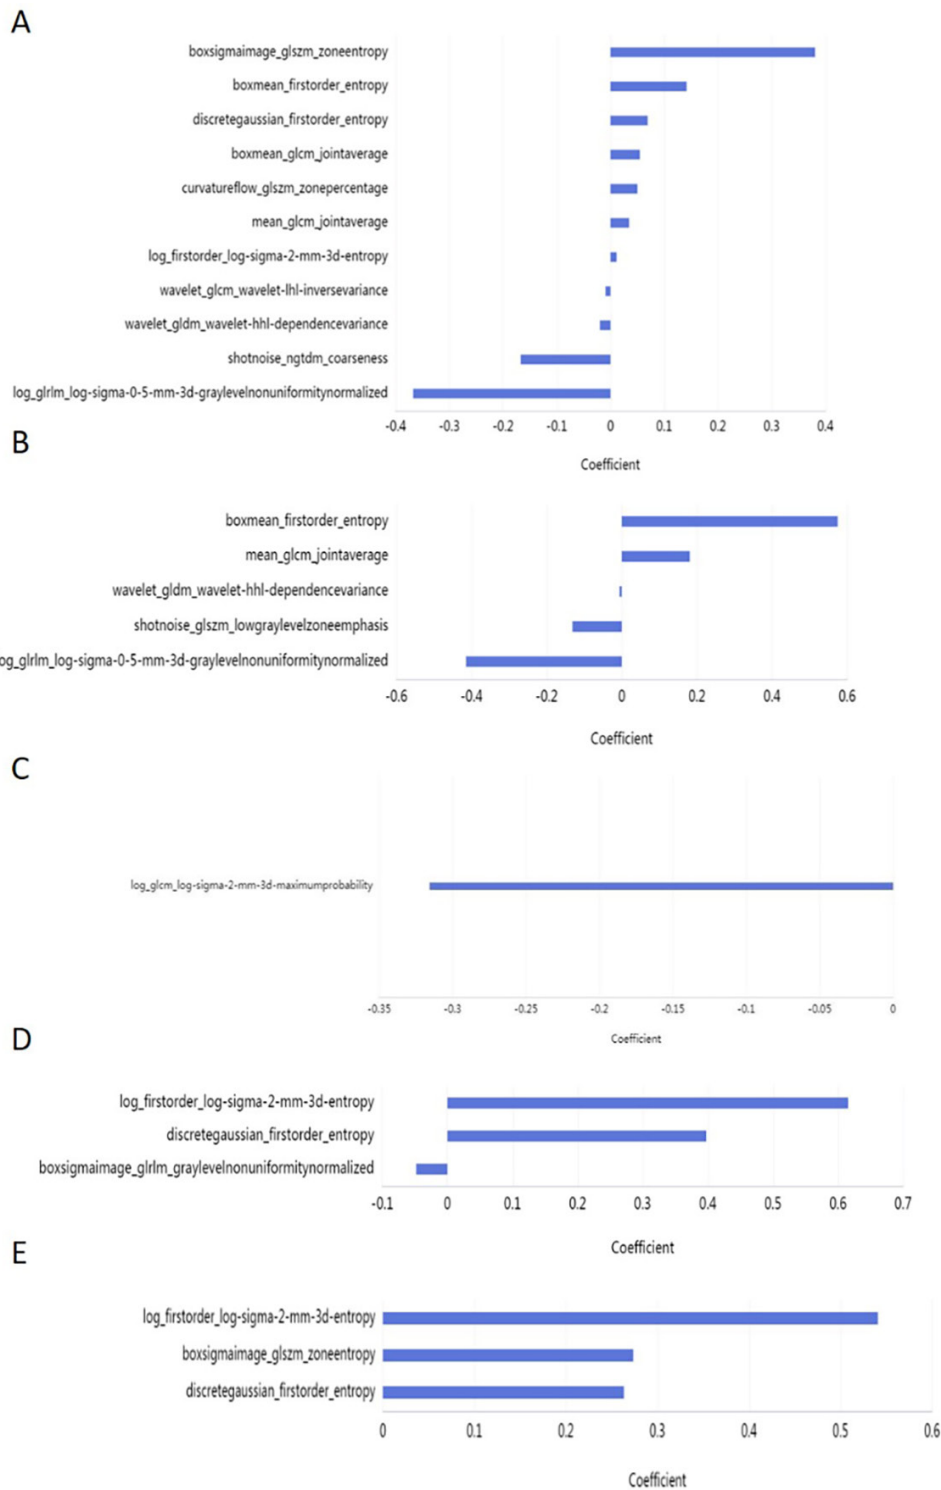 A
boxsigmaimage_glszm_zoneentropy
boxmean_firstorder_entropy
discretegaussian_firstorder_entropy
boxmean_glcm_jointaverage
curvatureflow_glszm_zonepercentage
mean_glcm_jointaverage
log_firstorder_log-sigma-2-mm-3d-entropy
wavelet_glcm_wavelet-lhl-inversevariance
wavelet_gldm_wavelet-hhl-dependencevariance
shotnoise_ngtdm_coarseness
log_glrlm_log-sigma-0-5-mm-3d-graylevelnonuniformitynormalized
-0.4 -0.3 -0.2 -0.1 0 0.1 0.2 0.3 0.4
Coefficient
B
boxmean_firstorder_entropy
mean_glcm_jointaverage
wavelet_gldm_wavelet-hhl-dependencevariance
shotnoise_glszm_lowgraylevelzoneemphasis
og_glrlm_log-sigma-0-5-mm-3d-graylevelnonuniformitynormalized
-0.6 -0.4 -0.2 0 0.2 0.4 0.6
Coefficient
C
log_glcm_log-sigma-2-mm-3d-maximumprobability
-0.35 -0.3 -0.25 -0.2 -0.15 -0.1 -0.05 0
Coefficient
D
log_firstorder_log-sigma-2-mm-3d-entropy
discretegaussian_firstorder_entropy
boxsigmaimage_glrlm_graylevelnonuniformitynormalized
-0.1 0 0.1 0.2 0.3 0.4 0.5 0.6 0.7
Coefficient
E
log_firstorder_log-sigma-2-mm-3d-entropy
boxsigmaimage_glszm_zoneentropy
discretegaussian_firstorder_entropy
0 0.1 0.2 0.3 0.4 0.5 0.6
Coefficient